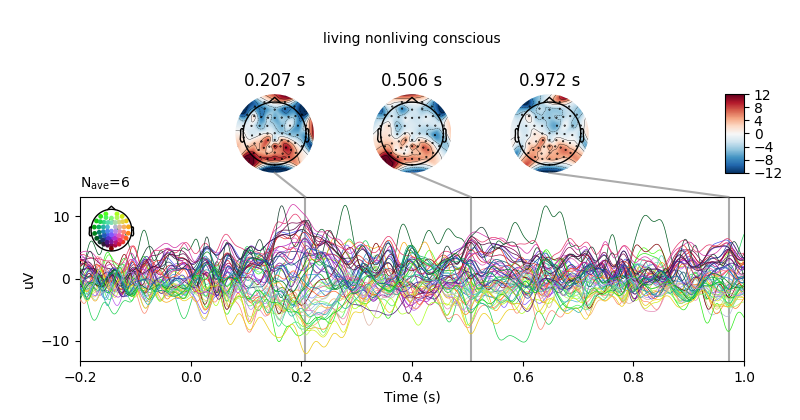 living nonliving conscious
0.207 s 0.506 s 0.972 s
12
8
4
0
−4
−8
−12
Nave=6
10
0
−10
uV
−0.2 0.0 0.2 0.4 0.6 0.8 1.0
Time (s)